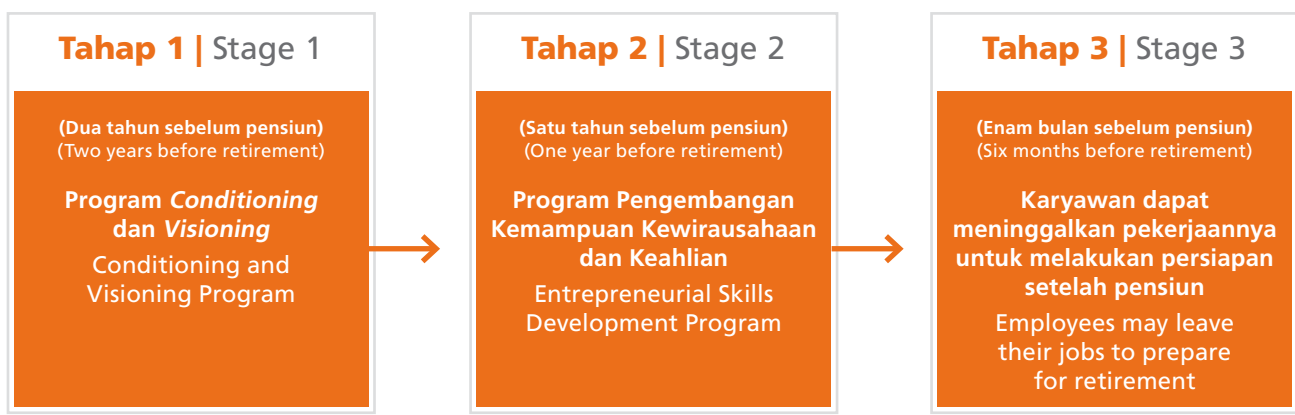 Tahap 1 | Stage 1
(Dua tahun sebelum pensiun)
(Two years before retirement)
Program Conditioning
dan Visioning
Conditioning and
Visioning Program
Tahap 2 | Stage 2
(Satu tahun sebelum pensiun)
(One year before retirement)
Program Pengembangan
Kemampuan Kewirausahaan
dan Keahlian
Entrepreneurial Skills
Development Program
Tahap 3 | Stage 3
(Enam bulan sebelum pensiun)
(Six months before retirement)
Karyawan dapat
meninggalkan pekerjaannya
untuk melakukan persiapan
setelah pensiun
Employees may leave
their jobs to prepare
for retirement